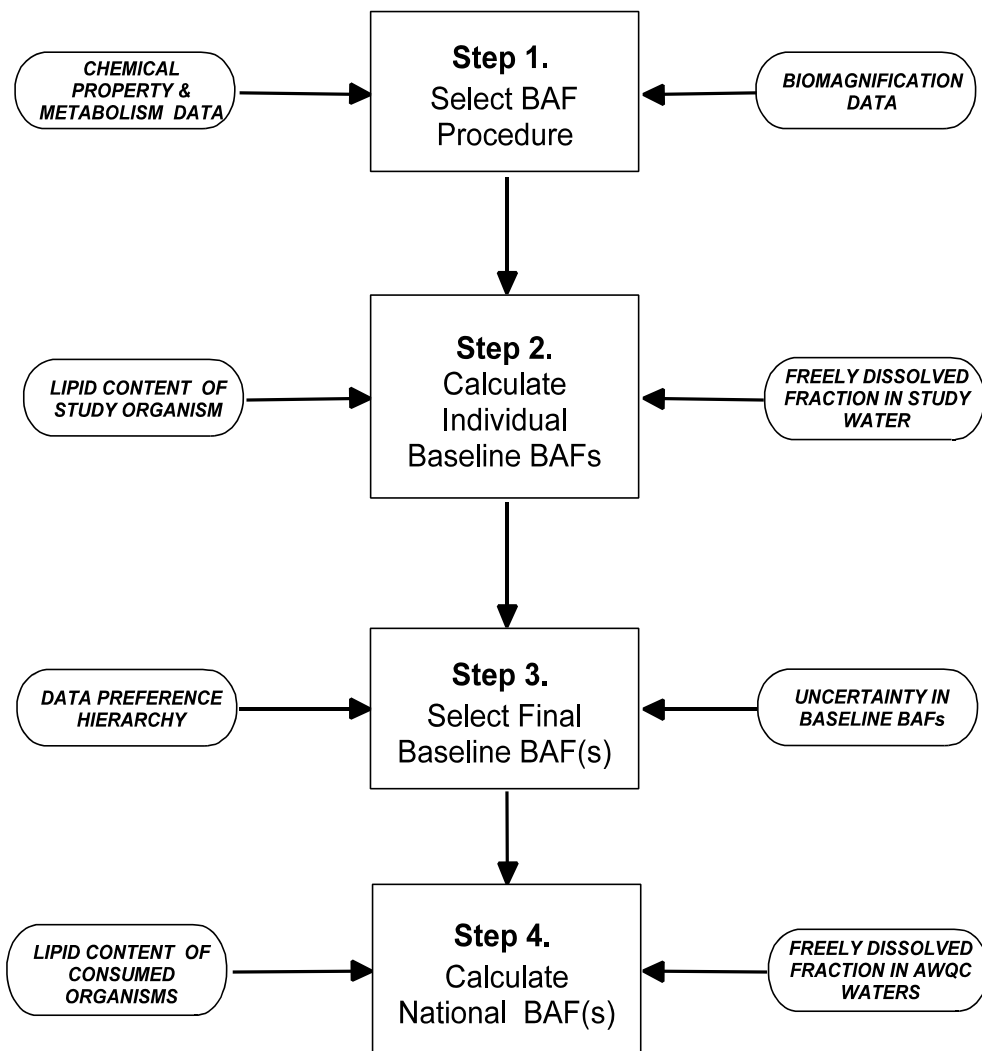 CHEMICAL
PROPERTY &
METABOLISM DATA
Step 1.
Select BAF
Procedure
BIOMAGNIFICATION
DATA
LIPID CONTENT OF
STUDY ORGANISM
Step 2.
Calculate
Individual
Baseline BAFs
FREELY DISSOLVED
FRACTION IN STUDY
WATER
DATA PREFERENCE
HIERARCHY
Step 3.
Select Final
Baseline BAF(s)
UNCERTAINTY IN
BASELINE BAFs
LIPID CONTENT OF
CONSUMED
ORGANISMS
Step 4.
Calculate
National BAF(s)
FREELY DISSOLVED
FRACTION IN AWQC
WATERS